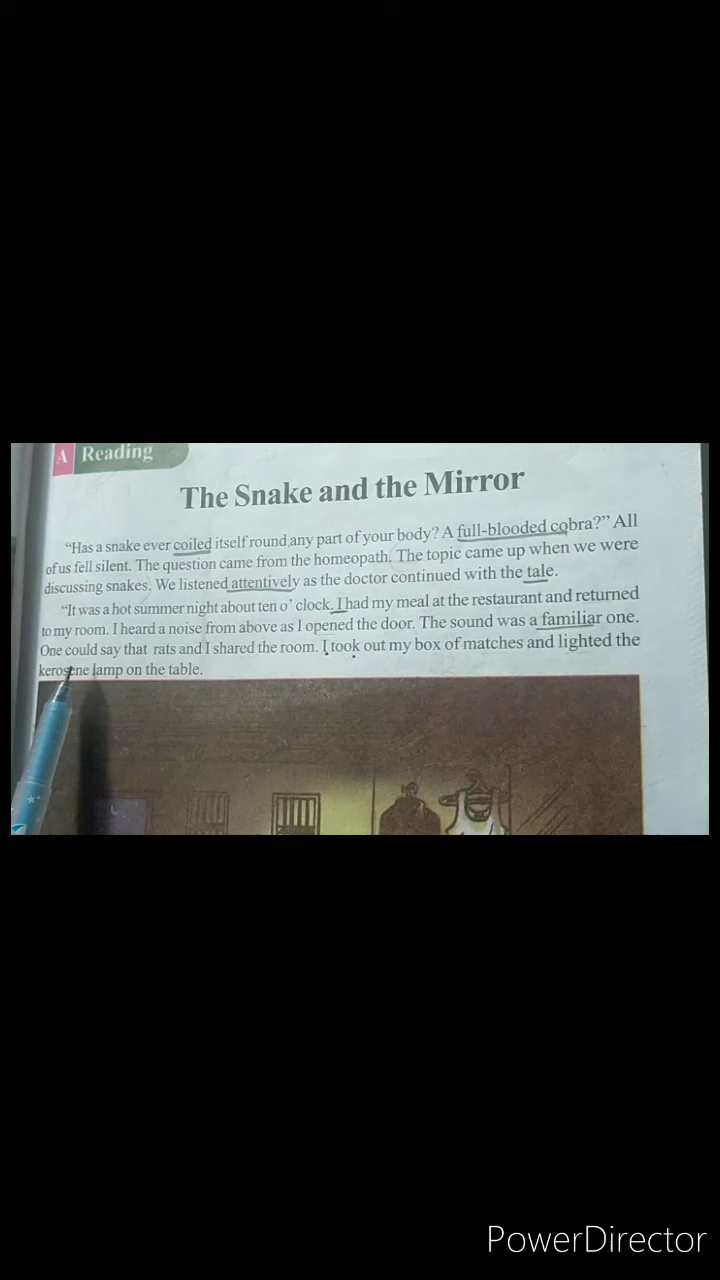 A Reading
The Snake and the Mirror
“Has a snake ever coiled itself round any part of your body? A full-blooded cobra?” All
of us fell silent. The question came from the homeopath. The topic came up when we were
discussing snakes. We listened attentively as the doctor continued with the tale.
“It was a hot summer night about ten o’ clock. I had my meal at the restaurant and returned
to my room. I heard a noise from above as I opened the door. The sound was a familiar one.
One could say that rats and I shared the room. I took out my box of matches and lighted the
kerosene lamp on the table.
PowerDirector